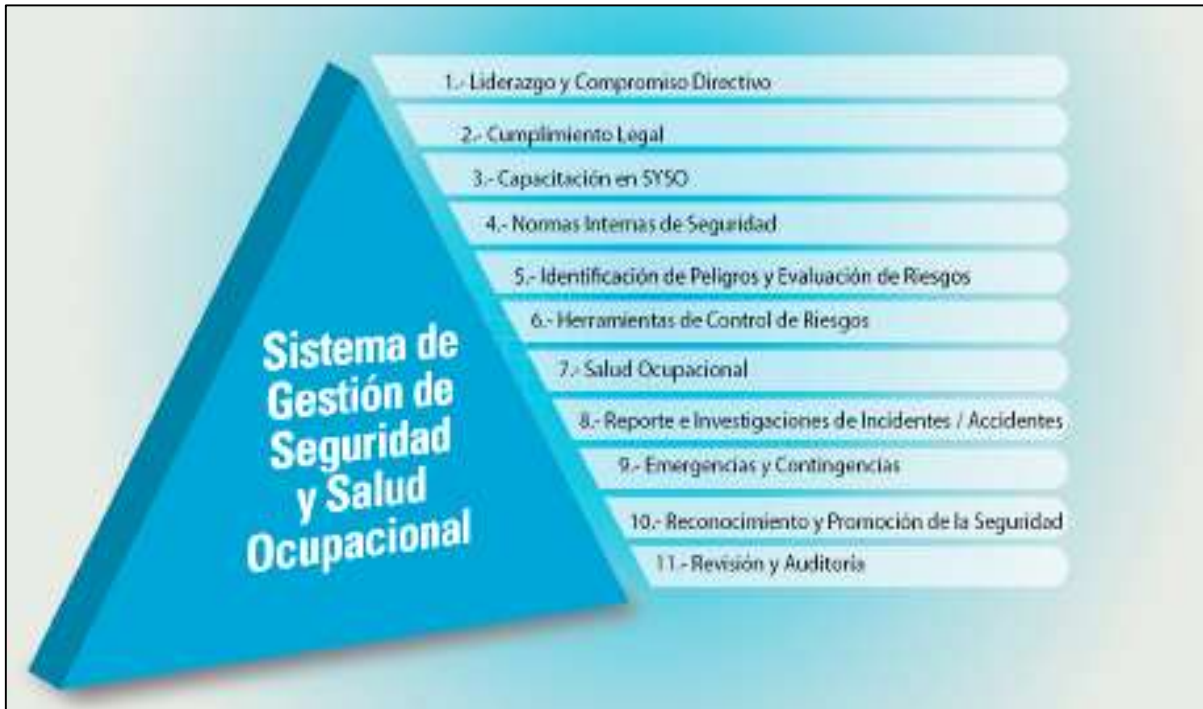 1.- Liderazgo y Compromiso Directivo
2.- Cumplimiento Legal
3.- Capacitación en SYSO
4.- Normas Internas de Seguridad
5.- Identificación de Peligros y Evaluación de Riesgos
6.- Herramientas de Control de Riesgos
7.- Salud Ocupacional
8.- Reporte e Investigaciones de Incidentes / Accidentes
9.- Emergencias y Contingencias
10.- Reconocimiento y Promoción de la Seguridad
11.- Revisión y Auditoria
Sistema de
Gestión de
Seguridad
y Salud
Ocupacional